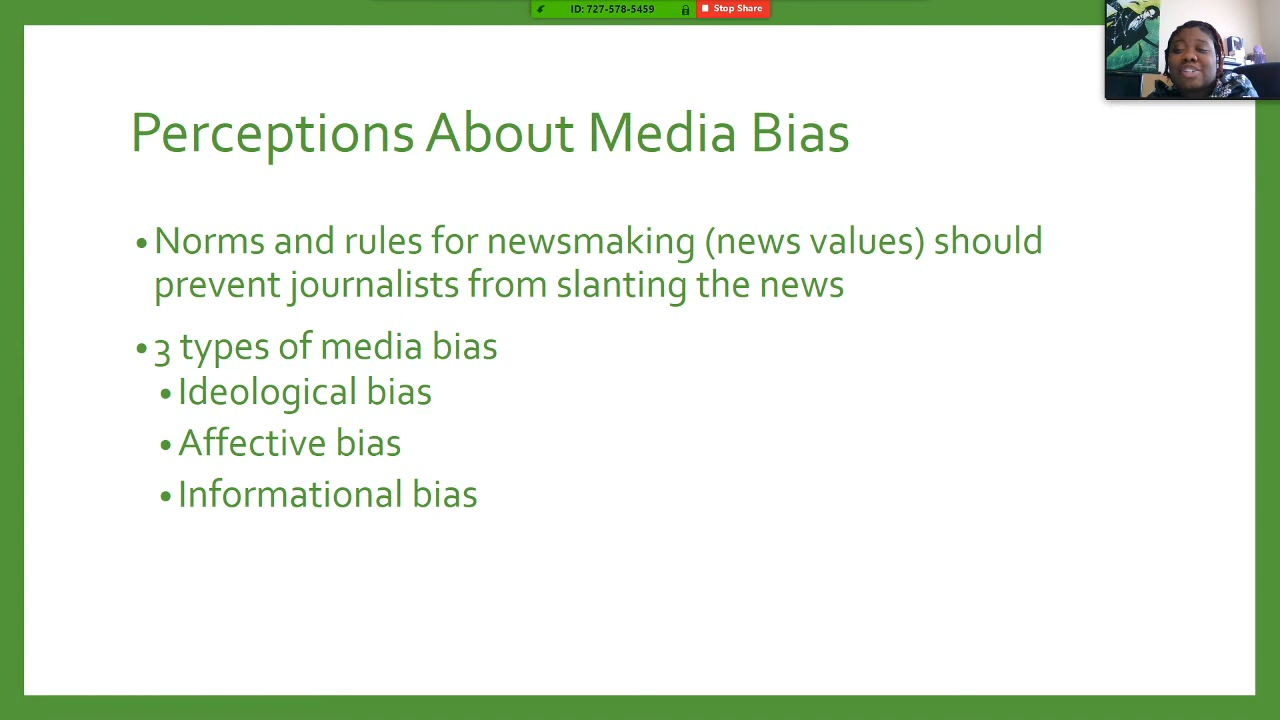 ID: 727-578-5459
Stop Share
Perceptions About Media Bias
• Norms and rules for newsmaking (news values) should
prevent journalists from slanting the news
• 3 types of media bias
• Ideological bias
• Affective bias
• Informational bias